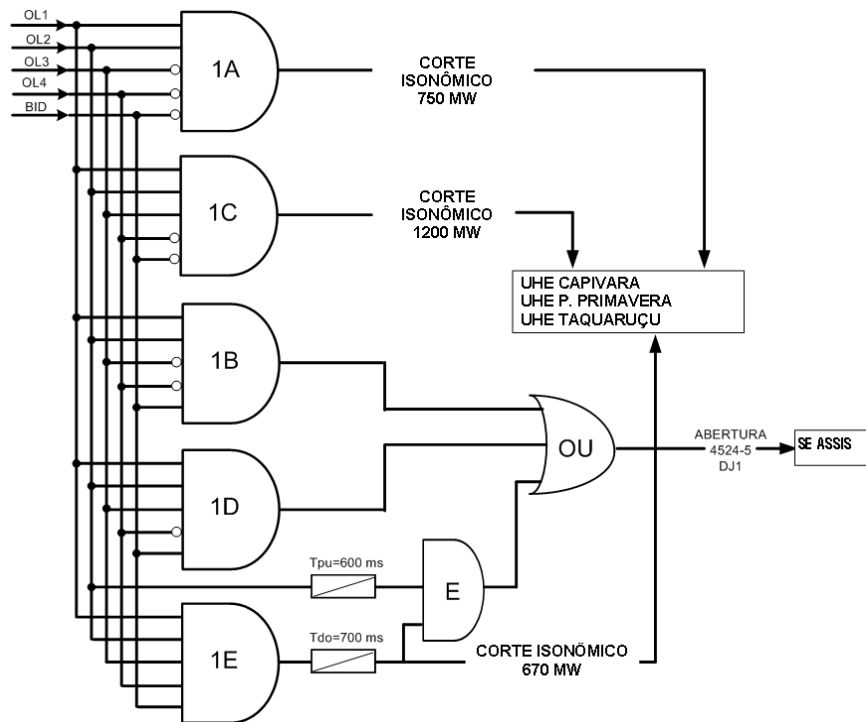 OL1
OL2
OL3
OL4
BID
1A
CORTE
ISONÔMICO
750 MW
1C
CORTE
ISONÔMICO
1200 MW
UHE CAPIVARA
UHE P. PRIMAVERA
UHE TAQUARUÇU
1B
OU
ABERTURA
4524-5
DJ1
SE ASSIS
1D
Tpu=600 ms
E
1E
Tdo=700 ms
CORTE ISONÔMICO
670 MW